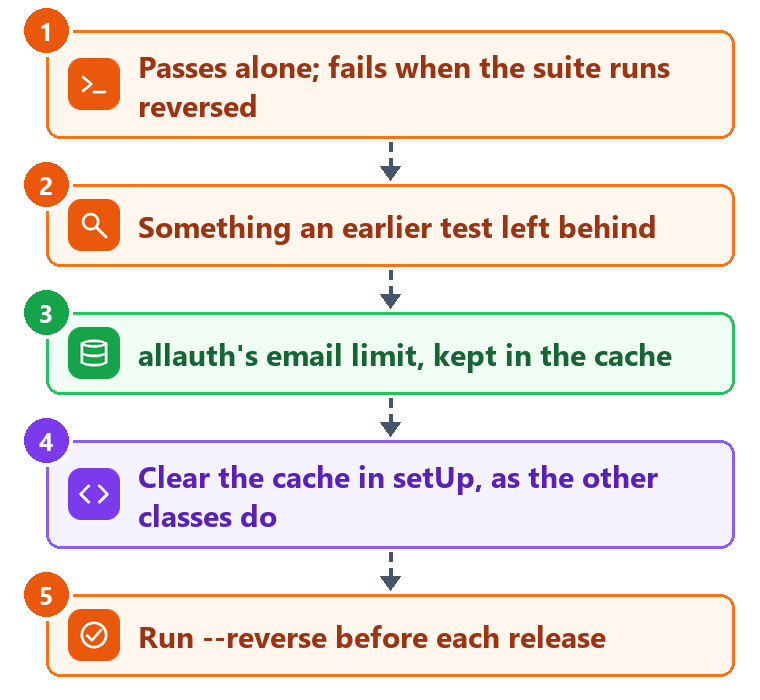 1
Passes alone; fails when the suite runs
reversed
2
Something an earlier test left behind
3
allauth's email limit, kept in the cache
4
Clear the cache in setUp, as the other
classes do
5
Run --reverse before each release